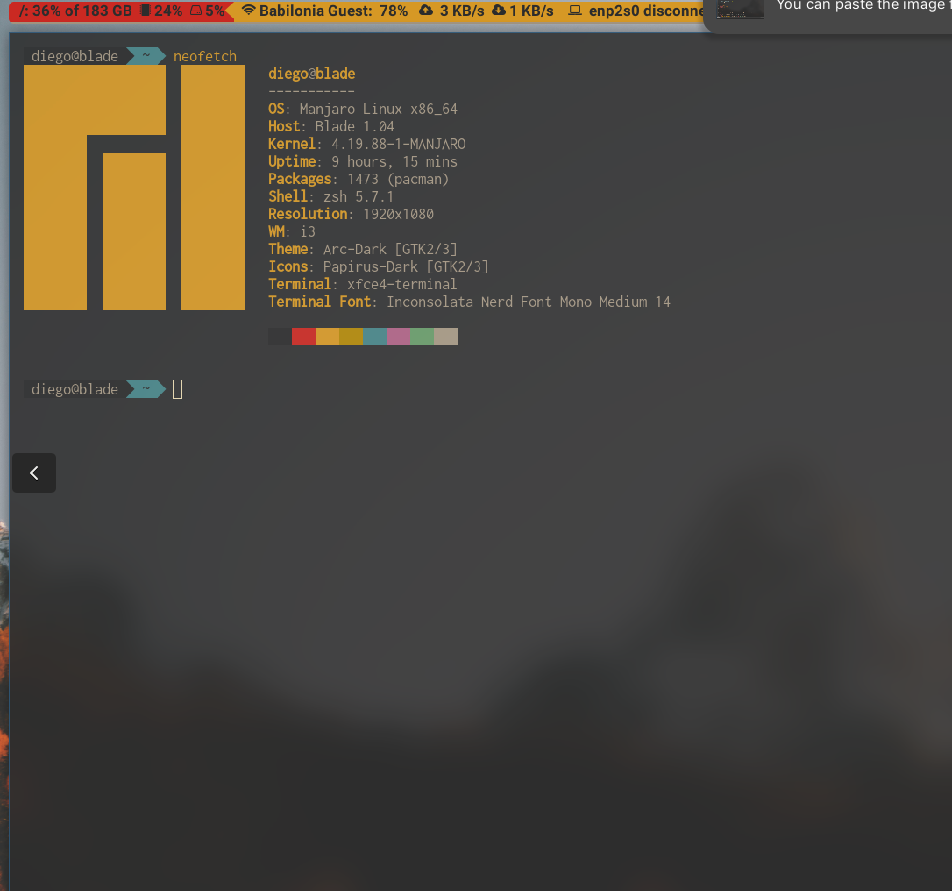 /: 36% of 183 GB 24% 5% Babilonia Guest: 78% 3 KB/s 1 KB/s enp2s0 disconne
You can paste the image f
diego@blade ~ neofetch
diego@blade
-----------
OS: Manjaro Linux x86_64
Host: Blade 1.04
Kernel: 4.19.88-1-MANJARO
Uptime: 9 hours, 15 mins
Packages: 1473 (pacman)
Shell: zsh 5.7.1
Resolution: 1920x1080
WM: i3
Theme: Arc-Dark [GTK2/3]
Icons: Papirus-Dark [GTK2/3]
Terminal: xfce4-terminal
Terminal Font: Inconsolata Nerd Font Mono Medium 14
diego@blade ~